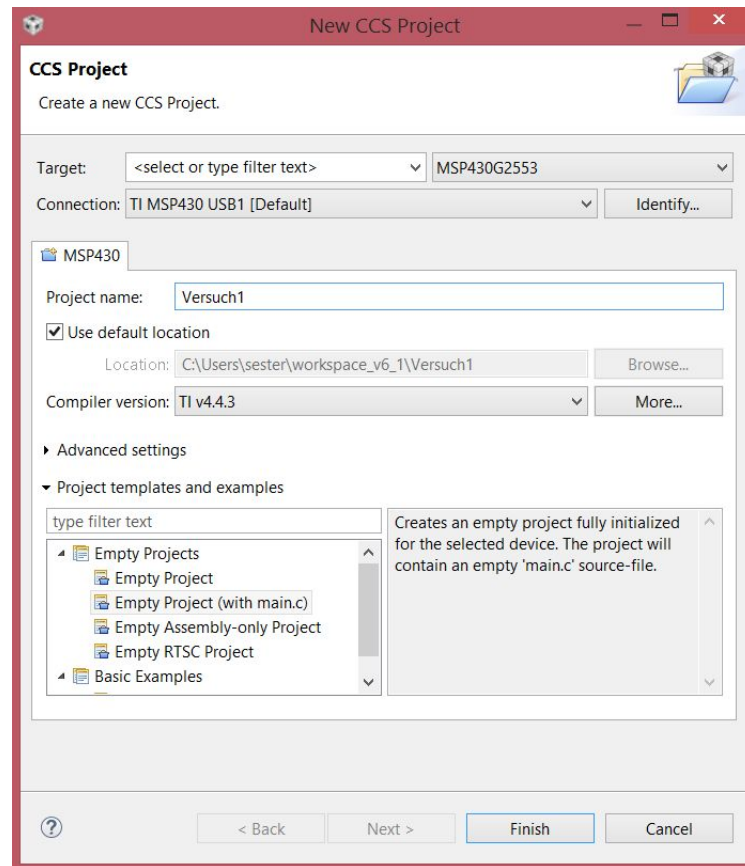 New CCS Project
CCS Project
Create a new CCS Project.
Target: <select or type filter text> MSP430G2553
Connection: TI MSP430 USB1 [Default] Identify...
MSP430
Project name: Versuch1
Use default location
Location: C:\Users\sester\workspace_v6_1\Versuch1 Browse...
Compiler version: TI v4.4.3 More...
Advanced settings
Project templates and examples
type filter text
Empty Projects
Empty Project
Empty Project (with main.c)
Empty Assembly-only Project
Empty RTSC Project
Basic Examples
Creates an empty project fully initialized
for the selected device. The project will
contain an empty 'main.c' source-file.
? < Back Next > Finish Cancel